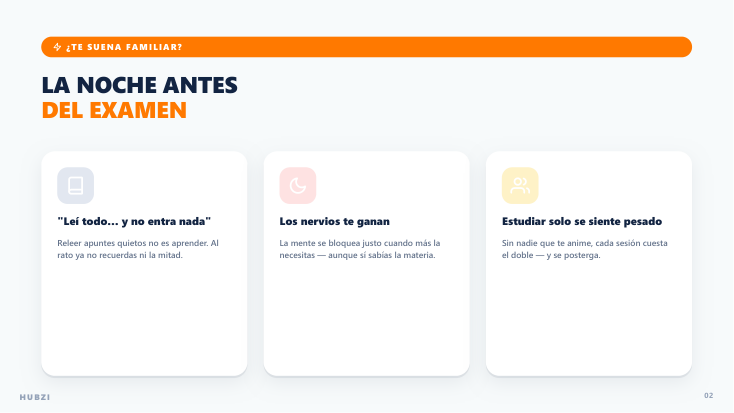 ¿TE SUENA FAMILIAR?
LA NOCHE ANTES
DEL EXAMEN
"Leí todo... y no entra nada"
Releer apuntes quietos no es aprender. Al
rato ya no recuerdas ni la mitad.
Los nervios te ganan
La mente se bloquea justo cuando más la
necesitas — aunque sí sabías la materia.
Estudiar solo se siente pesado
Sin nadie que te anime, cada sesión cuesta
el doble — y se posterga.
HUBZI
02